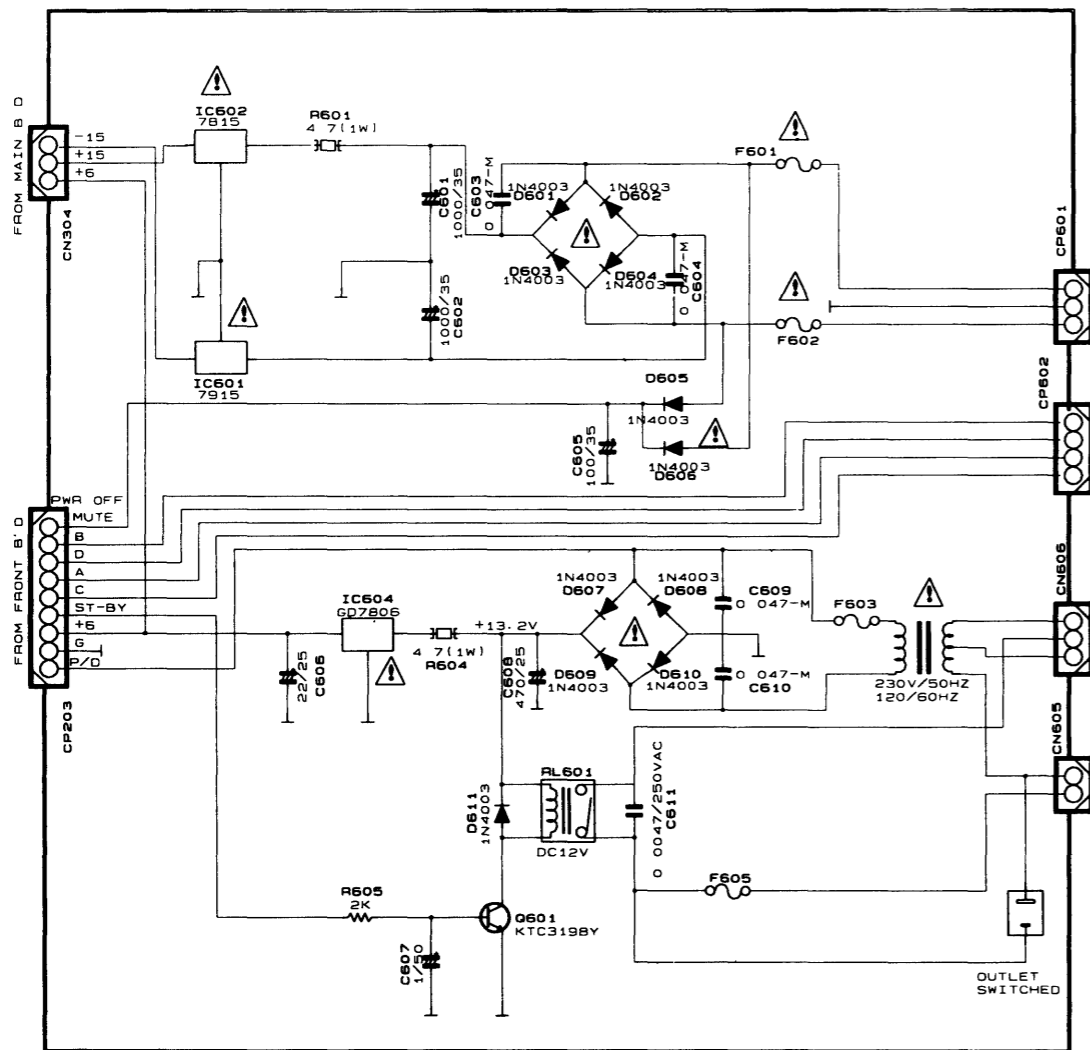 FROM MAIN B D
CN304
-15
+15
+6
IC602
7815
R601
4 7(1W)
C601
1000/35
C603
0 047-M
1N4003
D601
1N4003
D602
D603
1N4003
D604
1N4003
0 047-M
C604
1000/35
C602
F601
F602
CP601
IC601
7915
D605
1N4003
1N4003
D606
C605
100/35
CP602
PWR OFF
MUTE
B
D
A
C
ST-BY
+6
G
P/D
FROM FRONT B'D
CP203
IC604
GD7806
4 7(1W)
R604
+13.2V
22/25
C606
C608
470/25
1N4003
D607
1N4003
D608
D609
1N4003
D610
1N4003
C609
0 047-M
0 047-M
C610
F603
230V/50HZ
120/60HZ
CN606
CN605
D611
1N4003
RL601
DC12V
0 0047/250VAC
C611
F605
R605
2K
C607
1/50
Q601
KTC3198Y
OUTLET
SWITCHED